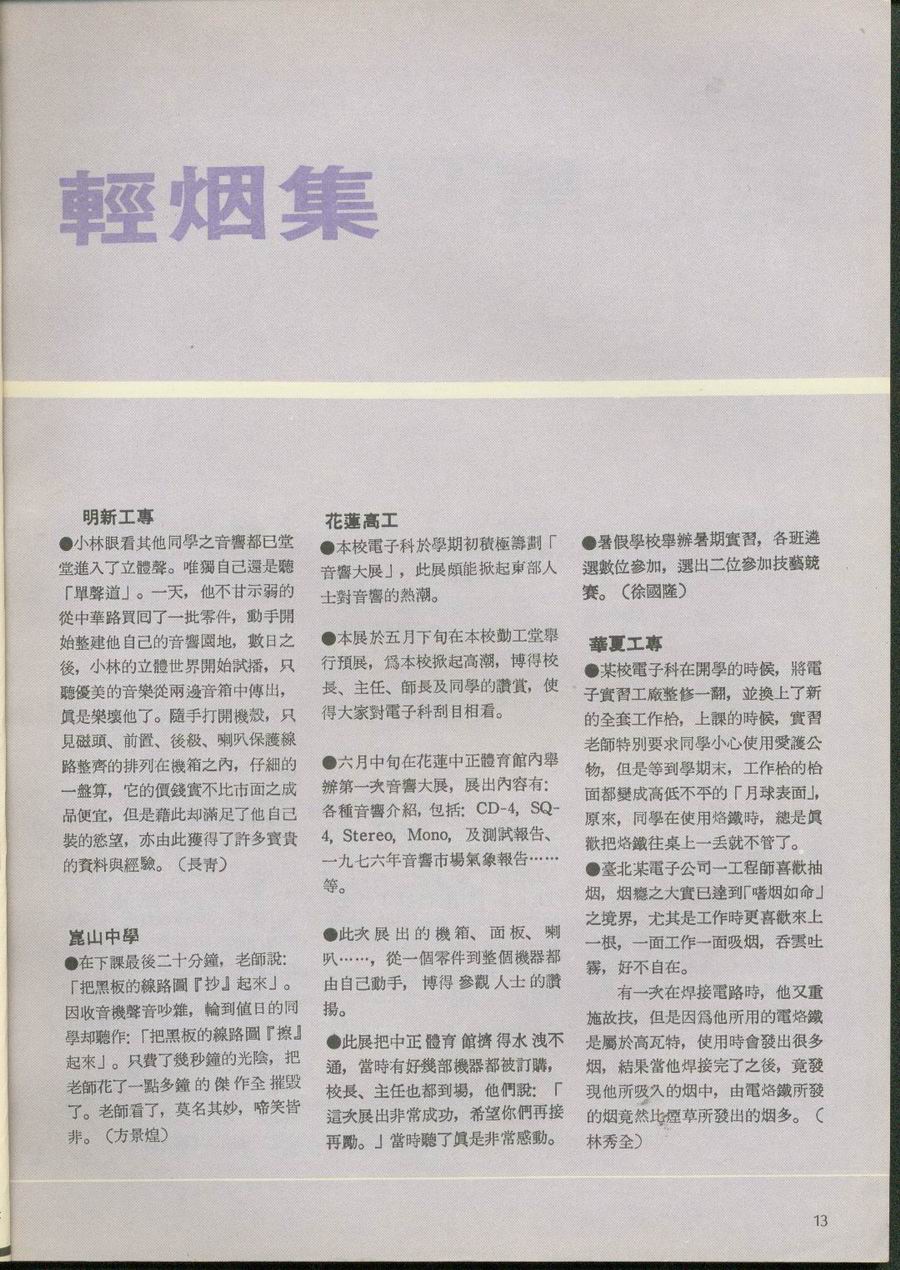 輕烟集
明新工專
●小林眼看其他同學之音響都已堂
堂進入了立體聲。唯獨自己還是聽
「單聲道」。一天，他不甘示弱的
從中華路買回了一批零件，動手開
始整建他自己的音響園地，數日之
後，小林的立體世界開始試播，只
聽優美的音樂從兩邊音箱中傳出，
眞是樂壞他了。隨手打開機殼，只
見磁頭、前置、後級、喇叭保護線
路整齊的排列在機箱之內，仔細的
一盤算，它的價錢實不比市面之成
品便宜，但是藉此却滿足了他自己
裝的慾望，亦由此獲得了許多寶貴
的資料與經驗。（長靑）
崑山中學
●在下課最後二十分鐘，老師說：
「把黑板的線路圖『抄』起來」。
因收音機聲音吵雜，輪到值日的同
學却聽作：「把黑板的線路圖『擦』
起來」。只費了幾秒鐘的光陰，把
老師花了一點多鐘的傑作全摧毀
了。老師看了，莫名其妙，啼笑皆
非。（方景煌）
花蓮高工
●本校電子科於學期初積極籌劃「
音響大展」，此展頗能掀起東部人
士對音響的熱潮。
●本展於五月下旬在本校勤工堂舉
行預展，爲本校掀起高潮，博得校
長、主任、師長及同學的讚賞，使
得大家對電子科刮目相看。
●六月中旬在花蓮中正體育館內舉
辦第一次音響大展，展出內容有：
各種音響介紹，包括：CD-4, SQ-
4, Stereo, Mono, 及測試報告、
一九七六年音響市場氣象報告……
等。
●此次展出的機箱、面板、喇
叭……，從一個零件到整個機器都
由自己動手，博得參觀人士的讚
揚。
●此展把中正體育館擠得水洩不
通，當時有好幾部機器都被訂購，
校長、主任也都到場，他們說：「
這次展出非常成功，希望你們再接
再勵。」當時聽了眞是非常感動。
●暑假學校舉辦暑期實習，各班遴
選數位參加，選出二位參加技藝競
賽。（徐國隆）
華夏工專
●某校電子科在開學的時候，將電
子實習工廠整修一翻，並換上了新
的全套工作枱，上課的時候，實習
老師特別要求同學小心使用愛護公
物，但是等到學期末，工作枱的枱
面都變成高低不平的「月球表面」，
原來，同學在使用烙鐵時，總是眞
歡把烙鐵往桌上一丟就不管了。
●臺北某電子公司一工程師喜歡抽
烟，烟癮之大實已達到「嗜烟如命」
之境界，尤其是工作時更喜歡來上
一根，一面工作一面吸烟，吞雲吐
霧，好不自在。
有一次在焊接電路時，他又重
施故技，但是因爲他所用的電烙鐵
是屬於高瓦特，使用時會發出很多
烟，結果當他焊接完了之後，竟發
現他所吸入的烟中，由電烙鐵所發
的烟竟然比煙草所發出的烟多。（
林秀全）
13